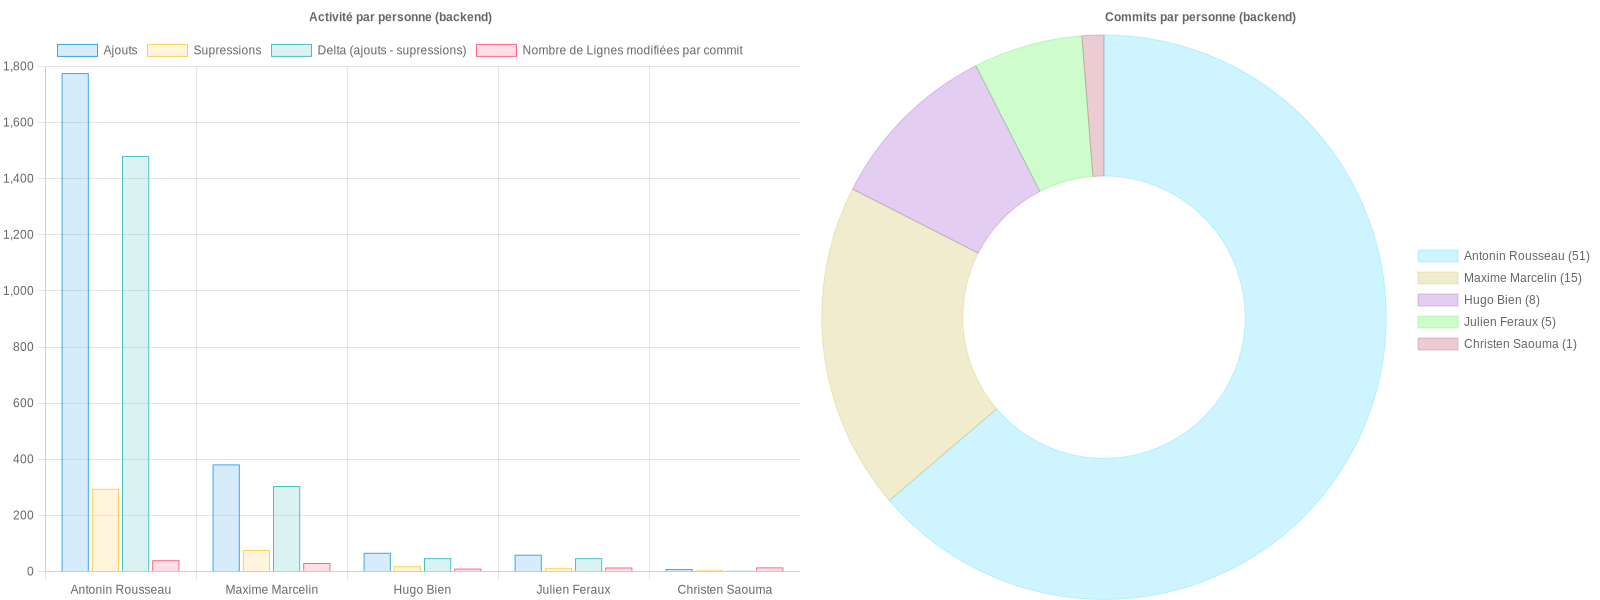 Activité par personne (backend)
Ajouts Supressions Delta (ajouts - supressions) Nombre de Lignes modifiées par commit
1,800
1,600
1,400
1,200
1,000
800
600
400
200
0
Antonin Rousseau Maxime Marcelin Hugo Bien Julien Feraux Christen Saouma
Commits par personne (backend)
Antonin Rousseau (51)
Maxime Marcelin (15)
Hugo Bien (8)
Julien Feraux (5)
Christen Saouma (1)